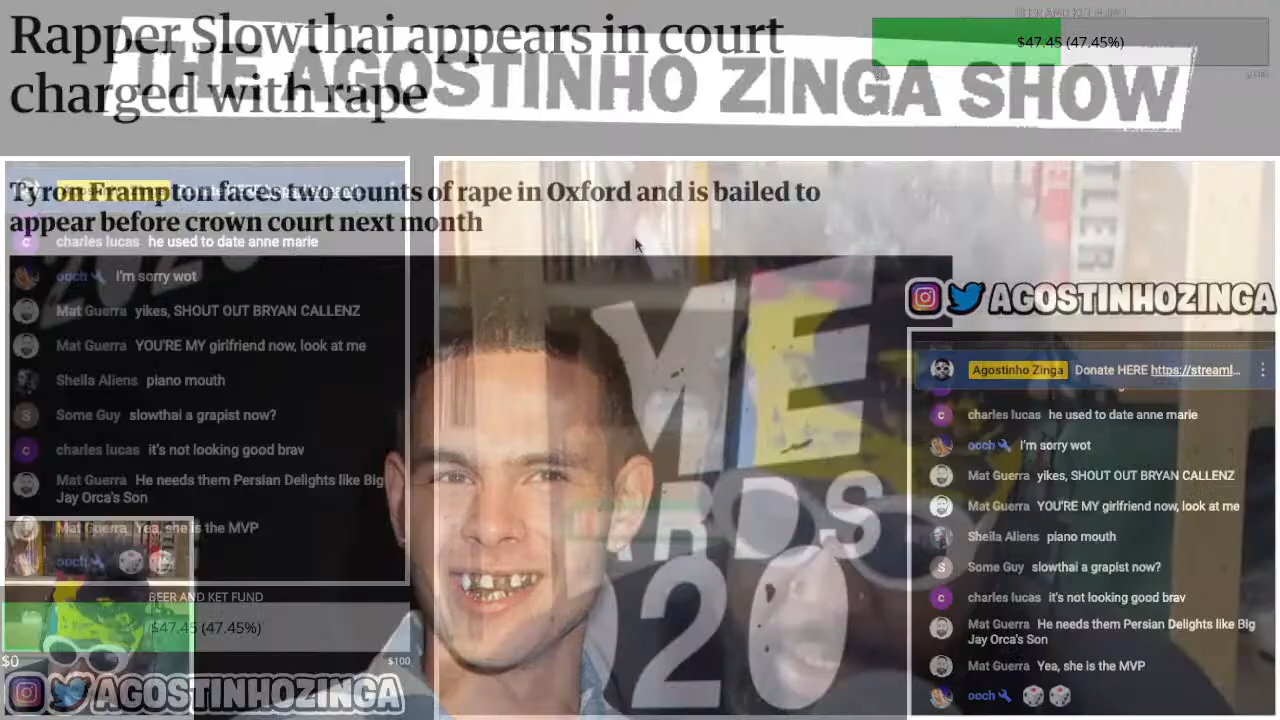 Rapper Slowthai appears in court
charged with rape
THE AGOSTINHO ZINGA SHOW
BEER AND KET FUND
$47.45 (47.45%)
Tyron Frampton faces two counts of rape in Oxford and is bailed to
appear before crown court next month
charles lucas he used to date anne marie
ooch I'm sorry wot
Mat Guerra yikes, SHOUT OUT BRYAN CALLENZ
Mat Guerra YOU'RE MY girlfriend now, look at me
Sheila Aliens piano mouth
Some Guy slowthai a grapist now?
charles lucas it's not looking good brav
Mat Guerra He needs them Persian Delights like Big
Jay Orca's Son
Mat Guerra Yea, she is the MVP
ooch
BEER AND KET FUND
$47.45 (47.45%)
$0
$100
AGOSTINHOZINGA
ME
ARDS
20
AGOSTINHOZINGA
Agostinho Zinga Donate HERE https://streaml...
charles lucas he used to date anne marie
ooch I'm sorry wot
Mat Guerra yikes, SHOUT OUT BRYAN CALLENZ
Mat Guerra YOU'RE MY girlfriend now, look at me
Sheila Aliens piano mouth
Some Guy slowthai a grapist now?
charles lucas it's not looking good brav
Mat Guerra He needs them Persian Delights like Big
Jay Orca's Son
Mat Guerra Yea, she is the MVP
ooch